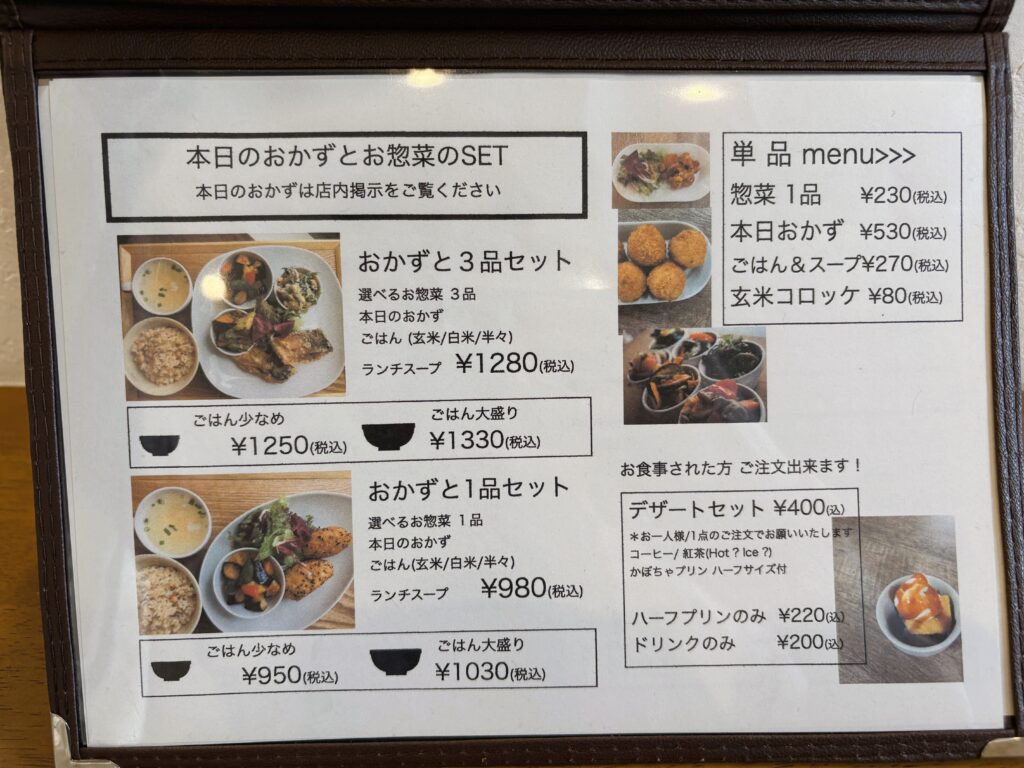 本日のおかずとお惣菜のSET
本日のおかずは店内掲示をご覧ください
おかずと３品セット
選べるお惣菜 ３品
本日のおかず
ごはん (玄米/白米/半々)
ランチスープ ¥1280(税込)
ごはん少なめ
¥1250(税込)
ごはん大盛り
¥1330(税込)
おかずと1品セット
選べるお惣菜 １品
本日のおかず
ごはん(玄米/白米/半々)
ランチスープ ¥980(税込)
ごはん少なめ
¥950(税込)
ごはん大盛り
¥1030(税込)
単 品 menu>>>
惣菜 1品 ¥230(税込)
本日おかず ¥530(税込)
ごはん＆スープ¥270(税込)
玄米コロッケ ¥80(税込)
お食事された方 ご注文出来ます！
デザートセット ¥400(込)
＊お一人様/1点のご注文でお願いいたします
コーヒー/ 紅茶(Hot ? Ice ?)
かぼちゃプリン ハーフサイズ付
ハーフプリンのみ ¥220(込)
ドリンクのみ ¥200(込)